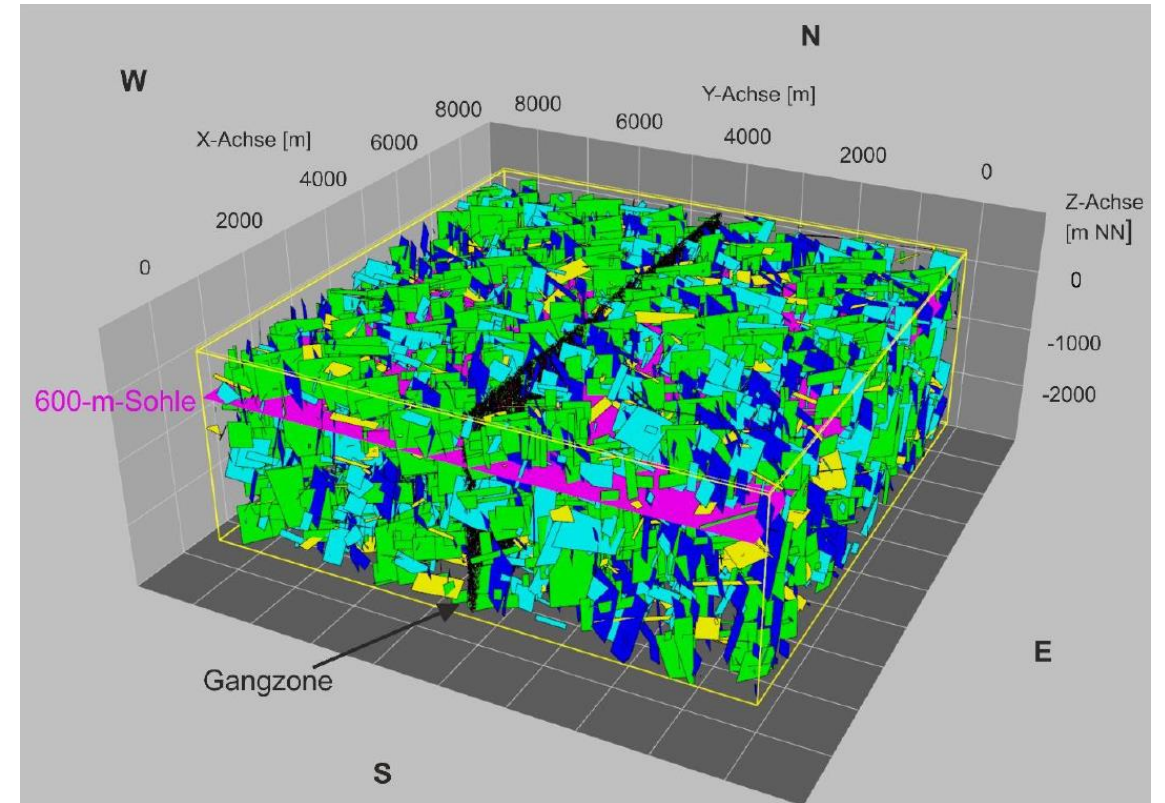 N
W
Y-Achse [m]
8000 8000
6000
4000
2000
0
X-Achse [m]
6000
4000
2000
0
Z-Achse
[m NN]
0
-1000
-2000
600-m-Sohle
Gangzone
E
S